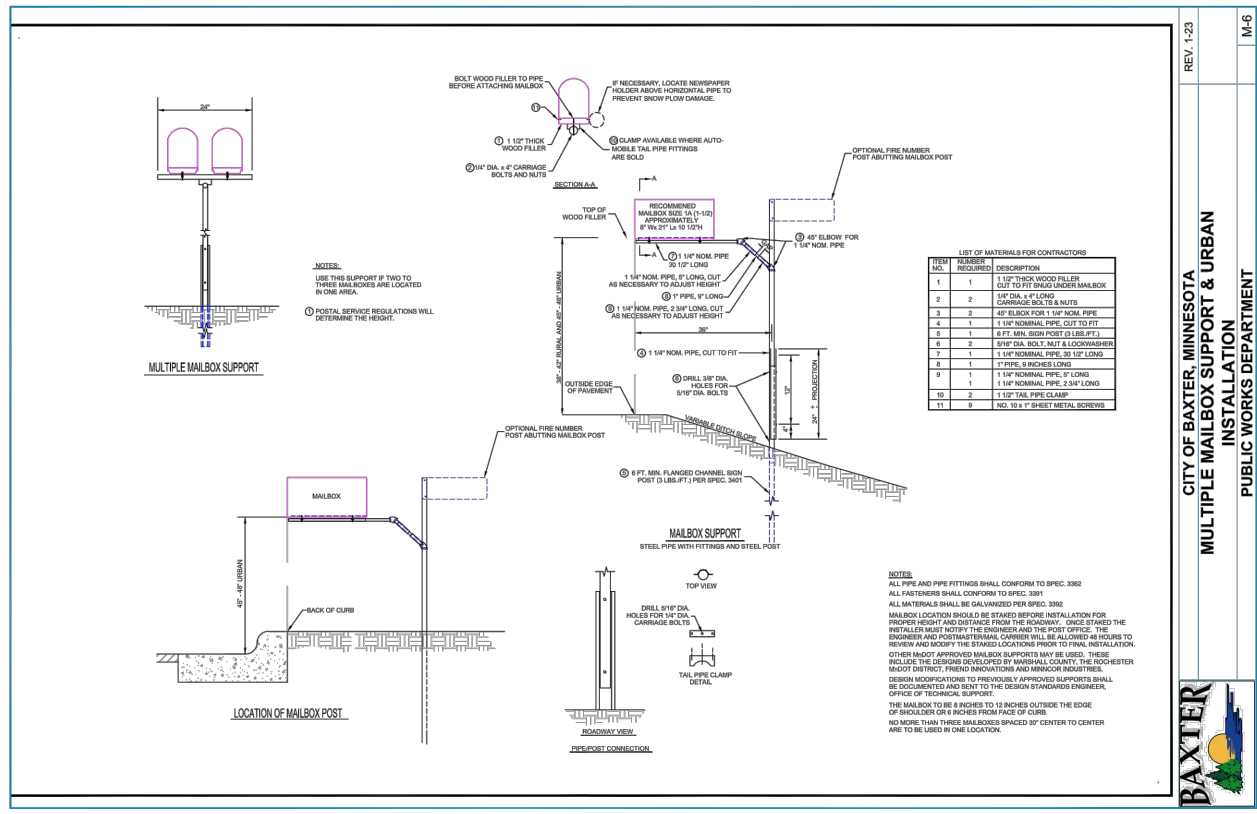 24"
NOTES:
USE THIS SUPPORT IF TWO TO
THREE MAILBOXES ARE LOCATED
IN ONE AREA.
1 POSTAL SERVICE REGULATIONS WILL
DETERMINE THE HEIGHT.
MULTIPLE MAILBOX SUPPORT
BOLT WOOD FILLER TO PIPE
BEFORE ATTACHING MAILBOX
IF NECESSARY, LOCATE NEWSPAPER
HOLDER ABOVE HORIZONTAL PIPE TO
PREVENT SNOW PLOW DAMAGE.
11
1 1 1/2" THICK
WOOD FILLER
10 CLAMP AVAILABLE WHERE AUTO-
MOBILE TAIL PIPE FITTINGS
ARE SOLD
2 1/4" DIA. x 4" CARRIAGE
BOLTS AND NUTS
SECTION A-A
A
OPTIONAL FIRE NUMBER
POST ABUTTING MAILBOX POST
TOP OF
WOOD FILLER
RECOMMENED
MAILBOX SIZE 1A (1-1/2)
APPROXIMATELY
8" Wx 21" Lx 10 1/2"H
3 45° ELBOW FOR
1 1/4" NOM. PIPE
A
7 1 1/4" NOM. PIPE
30 1/2" LONG
1 1/4" NOM. PIPE, 5" LONG, CUT
AS NECESSARY TO ADJUST HEIGHT
8 1" PIPE, 9" LONG
9 1 1/4" NOM. PIPE, 2 3/4" LONG, CUT
AS NECESSARY TO ADJUST HEIGHT
36"
38" - 42" RURAL AND 45" - 48" URBAN
4 1 1/4" NOM. PIPE, CUT TO FIT
6 DRILL 3/8" DIA.
HOLES FOR
5/16" DIA. BOLTS
12"
4"
24" ± PROJECTION
OUTSIDE EDGE
OF PAVEMENT
VARIABLE DITCH SLOPE
5 6 FT. MIN. FLANGED CHANNEL SIGN
POST (3 LBS./FT.) PER SPEC. 3401
MAILBOX SUPPORT
STEEL PIPE WITH FITTINGS AND STEEL POST
LIST OF MATERIALS FOR CONTRACTORS
ITEM NO. NUMBER REQUIRED DESCRIPTION
1 1 1 1/2" THICK WOOD FILLER
CUT TO FIT SNUG UNDER MAILBOX
2 2 1/4" DIA. x 4" LONG
CARRIAGE BOLTS & NUTS
3 2 45° ELBOX FOR 1 1/4" NOM. PIPE
4 1 1 1/4" NOMINAL PIPE, CUT TO FIT
5 1 6 FT. MIN. SIGN POST (3 LBS./FT.)
6 2 5/16" DIA. BOLT, NUT & LOCKWASHER
7 1 1 1/4" NOMINAL PIPE, 30 1/2" LONG
8 1 1" PIPE, 9 INCHES LONG
9 1 1 1/4" NOMINAL PIPE, 5" LONG
1 1 1/4" NOMINAL PIPE, 2 3/4" LONG
10 2 1 1/2" TAIL PIPE CLAMP
11 9 NO. 10 x 1" SHEET METAL SCREWS
OPTIONAL FIRE NUMBER
POST ABUTTING MAILBOX POST
MAILBOX
45" - 48" URBAN
BACK OF CURB
LOCATION OF MAILBOX POST
TOP VIEW
DRILL 5/16" DIA.
HOLES FOR 1/4" DIA.
CARRIAGE BOLTS
TAIL PIPE CLAMP
DETAIL
ROADWAY VIEW
PIPE/POST CONNECTION
NOTES:
ALL PIPE AND PIPE FITTINGS SHALL CONFORM TO SPEC. 3362
ALL FASTENERS SHALL CONFORM TO SPEC. 3391
ALL MATERIALS SHALL BE GALVANIZED PER SPEC. 3392
MAILBOX LOCATION SHOULD BE STAKED BEFORE INSTALLATION FOR
PROPER HEIGHT AND DISTANCE FROM THE ROADWAY. ONCE STAKED THE
INSTALLER MUST NOTIFY THE ENGINEER AND THE POST OFFICE. THE
ENGINEER AND POSTMASTER/MAIL CARRIER WILL BE ALLOWED 48 HOURS TO
REVIEW AND MODIFY THE STAKED LOCATIONS PRIOR TO FINAL INSTALLATION.
OTHER MnDOT APPROVED MAILBOX SUPPORTS MAY BE USED. THESE
INCLUDE THE DESIGNS DEVELOPED BY MARSHALL COUNTY, THE ROCHESTER
MnDOT DISTRICT, FRIEND INNOVATIONS AND MINNCOR INDUSTRIES.
DESIGN MODIFICATIONS TO PREVIOUSLY APPROVED SUPPORTS SHALL
BE DOCUMENTED AND SENT TO THE DESIGN STANDARDS ENGINEER,
OFFICE OF TECHNICAL SUPPORT.
THE MAILBOX TO BE 8 INCHES TO 12 INCHES OUTSIDE THE EDGE
OF SHOULDER OR 6 INCHES FROM FACE OF CURB.
NO MORE THAN THREE MAILBOXES SPACED 30" CENTER TO CENTER
ARE TO BE USED IN ONE LOCATION.
REV. 1-23
M-6
CITY OF BAXTER, MINNESOTA
MULTIPLE MAILBOX SUPPORT & URBAN
INSTALLATION
PUBLIC WORKS DEPARTMENT
BAXTER